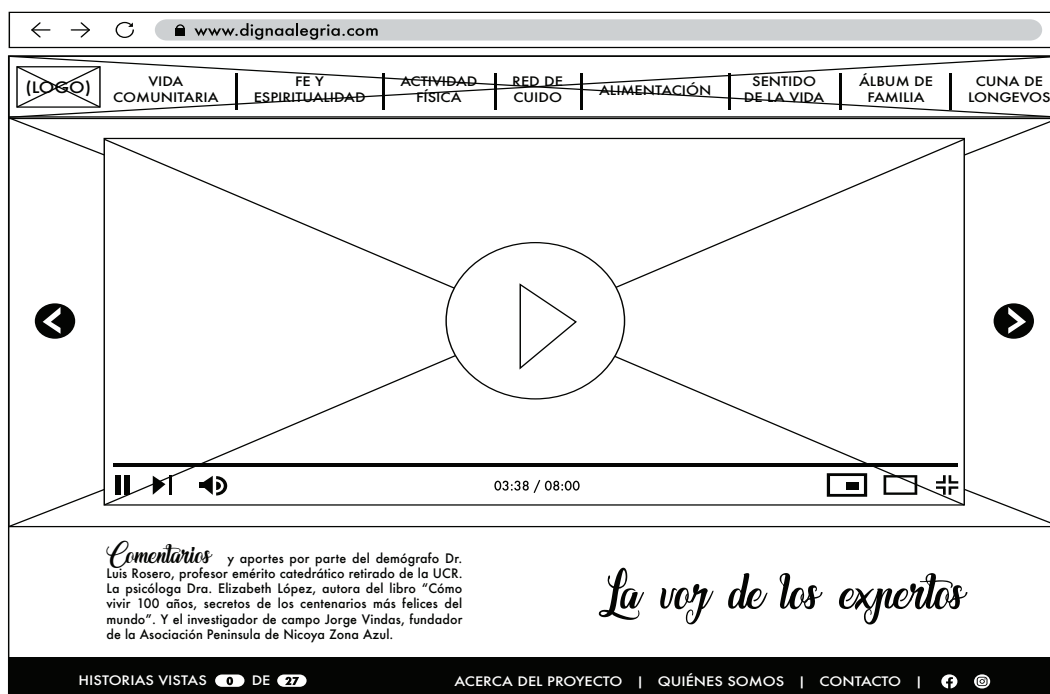 www.dignaalegria.com
(LOGO)
VIDA
COMUNITARIA
FE Y
ESPIRITUALIDAD
ACTIVIDAD
FÍSICA
RED DE
CUIDO
ALIMENTACIÓN
SENTIDO
DE LA VIDA
ÁLBUM DE
FAMILIA
CUNA DE
LONGEVOS
03:38 / 08:00
Comentarios y aportes por parte del demógrafo Dr.
Luis Rosero, profesor emérito catedrático retirado de la UCR.
La psicóloga Dra. Elizabeth López, autora del libro "Cómo
vivir 100 años, secretos de los centenarios más felices del
mundo". Y el investigador de campo Jorge Vindas, fundador
de la Asociación Península de Nicoya Zona Azul.
La voz de los expertos
HISTORIAS VISTAS 0 DE 27
ACERCA DEL PROYECTO | QUIÉNES SOMOS | CONTACTO |